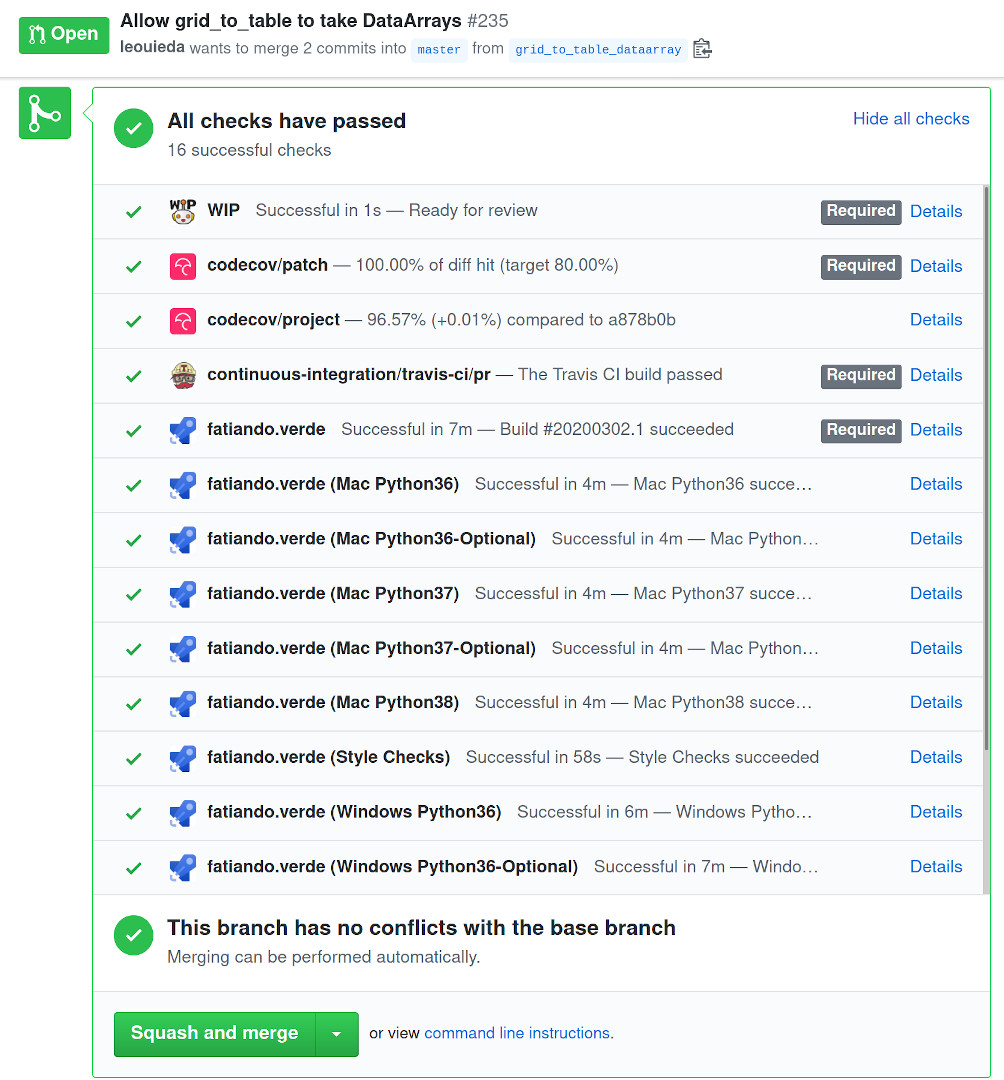 Open
Allow grid_to_table to take DataArrays #235
leouieda wants to merge 2 commits into master from grid_to_table_dataarray
All checks have passed
Hide all checks
16 successful checks
WIP WIP Successful in 1s — Ready for review Required Details
codecov/patch — 100.00% of diff hit (target 80.00%) Required Details
codecov/project — 96.57% (+0.01%) compared to a878b0b Details
continuous-integration/travis-ci/pr — The Travis CI build passed Required Details
fatiando.verde Successful in 7m — Build #20200302.1 succeeded Required Details
fatiando.verde (Mac Python36) Successful in 4m — Mac Python36 succe… Details
fatiando.verde (Mac Python36-Optional) Successful in 4m — Mac Python… Details
fatiando.verde (Mac Python37) Successful in 4m — Mac Python37 succe… Details
fatiando.verde (Mac Python37-Optional) Successful in 4m — Mac Python… Details
fatiando.verde (Mac Python38) Successful in 4m — Mac Python38 succe… Details
fatiando.verde (Style Checks) Successful in 58s — Style Checks succeeded Details
fatiando.verde (Windows Python36) Successful in 6m — Windows Pytho… Details
fatiando.verde (Windows Python36-Optional) Successful in 7m — Windo… Details
This branch has no conflicts with the base branch
Merging can be performed automatically.
Squash and merge or view command line instructions.